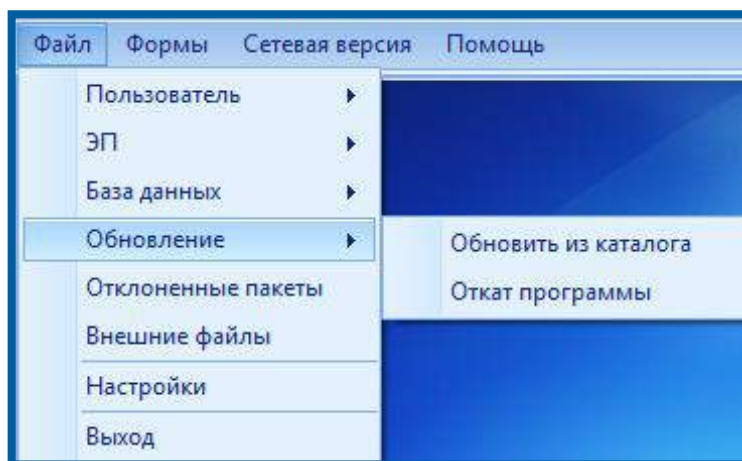 Файл Формы Сетевая версия Помощь
Пользователь
ЭП
База данных
Обновление
Обновить из каталога
Отклоненные пакеты
Откат программы
Внешние файлы
Настройки
Выход